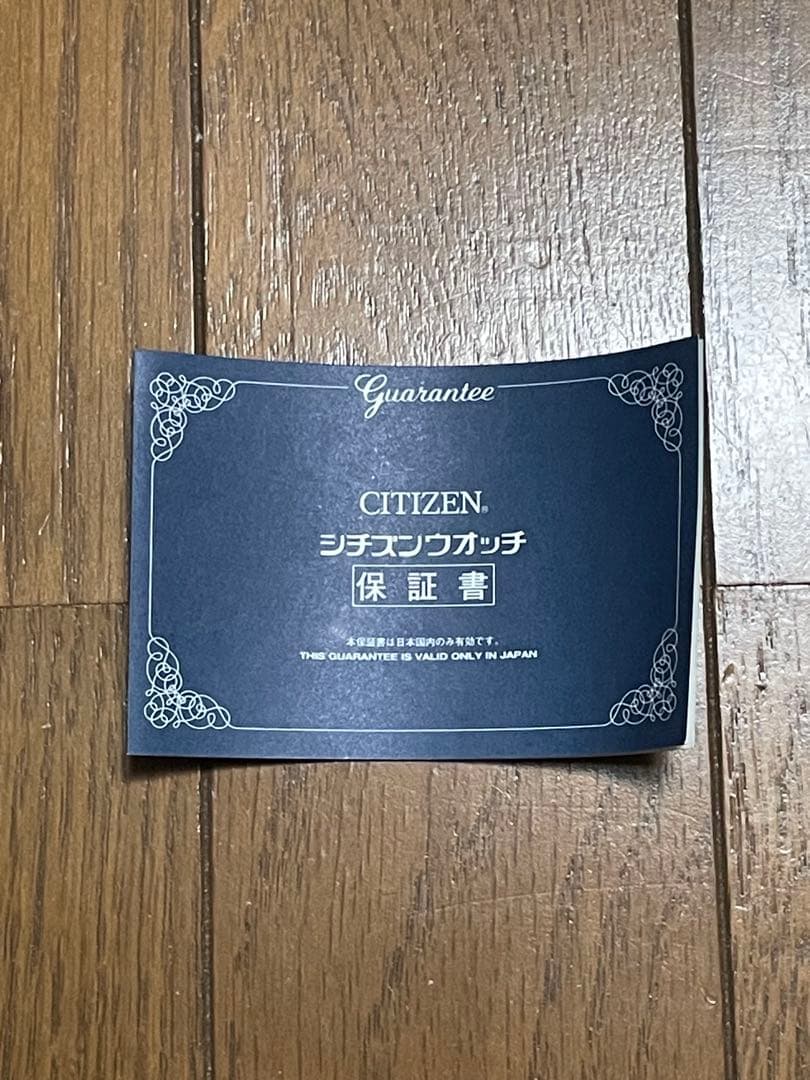 Guarantee
CITIZEN®
シチズンウオッチ
保証書
本保証書は日本国内のみ有効です。
THIS GUARANTEE IS VALID ONLY IN JAPAN